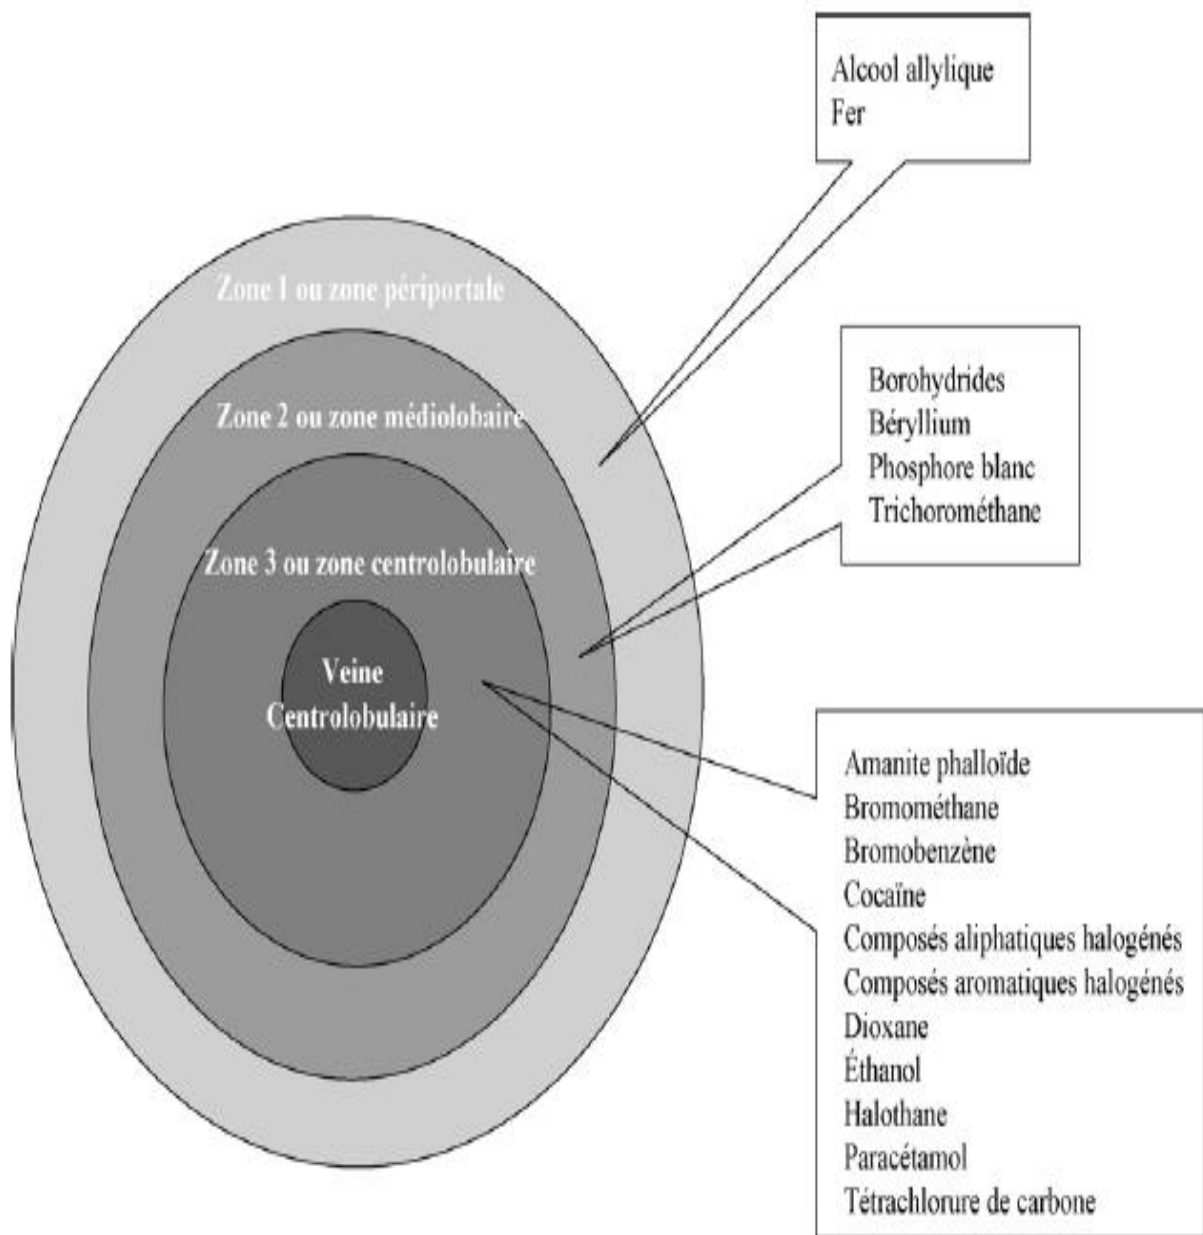 Alcool allylique
Fer
Zone 1 ou zone périportale
Zone 2 ou zone médiolobaire
Borohydrides
Béryllium
Phosphore blanc
Trichorométhane
Zone 3 ou zone centrolobulaire
Veine
Centrolobulaire
Amanite phalloïde
Bromométhane
Bromobenzène
Cocaïne
Composés aliphatiques halogénés
Composés aromatiques halogénés
Dioxane
Éthanol
Halothane
Paracétamol
Tétrachlorure de carbone